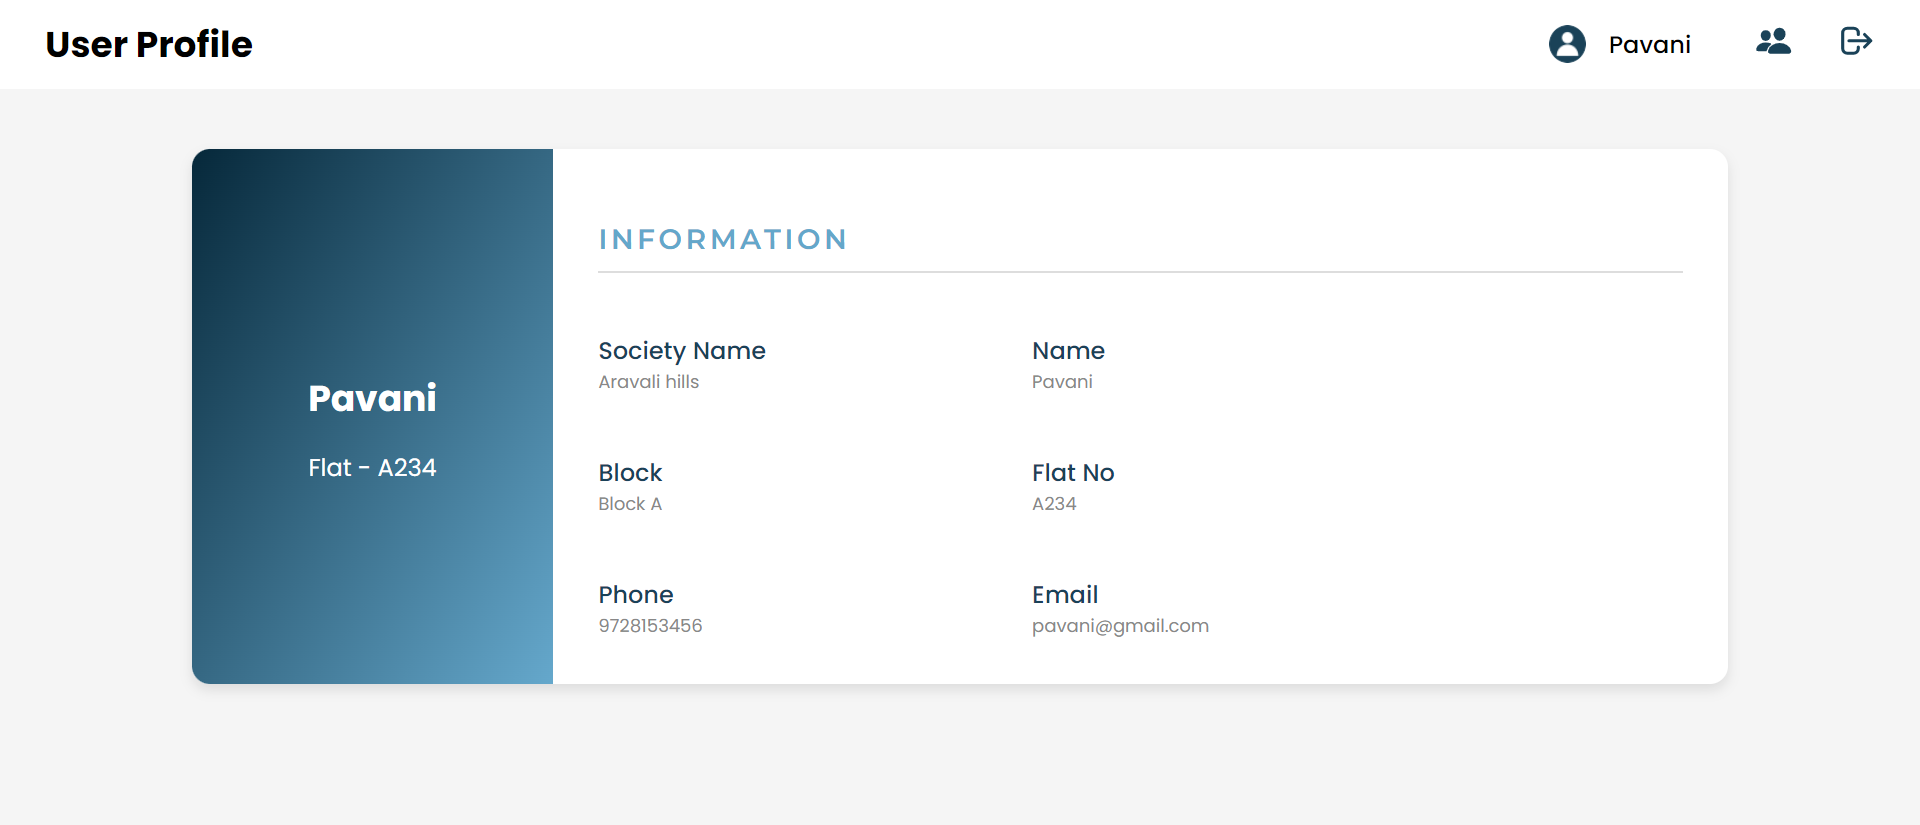 User Profile
Pavani
Pavani
Flat - A234
INFORMATION
Society Name
Aravali hills
Name
Pavani
Block
Block A
Flat No
A234
Phone
9728153456
Email
pavani@gmail.com